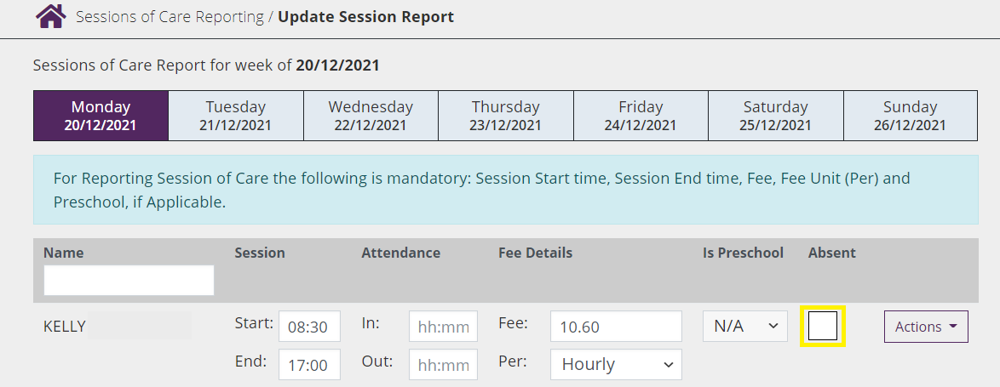 Sessions of Care Reporting / Update Session Report
Sessions of Care Report for week of 20/12/2021
Monday Tuesday Wednesday Thursday Friday Saturday Sunday
20/12/2021 21/12/2021 22/12/2021 23/12/2021 24/12/2021 25/12/2021 26/12/2021
For Reporting Session of Care the following is mandatory: Session Start time, Session End time, Fee, Fee Unit (Per) and
Preschool, if Applicable.
Name Session Attendance Fee Details Is Preschool Absent
KELLY Start: 08:30 In: hh:mm Fee: 10.60 N/A Actions
End: 17:00 Out: hh:mm Per: Hourly